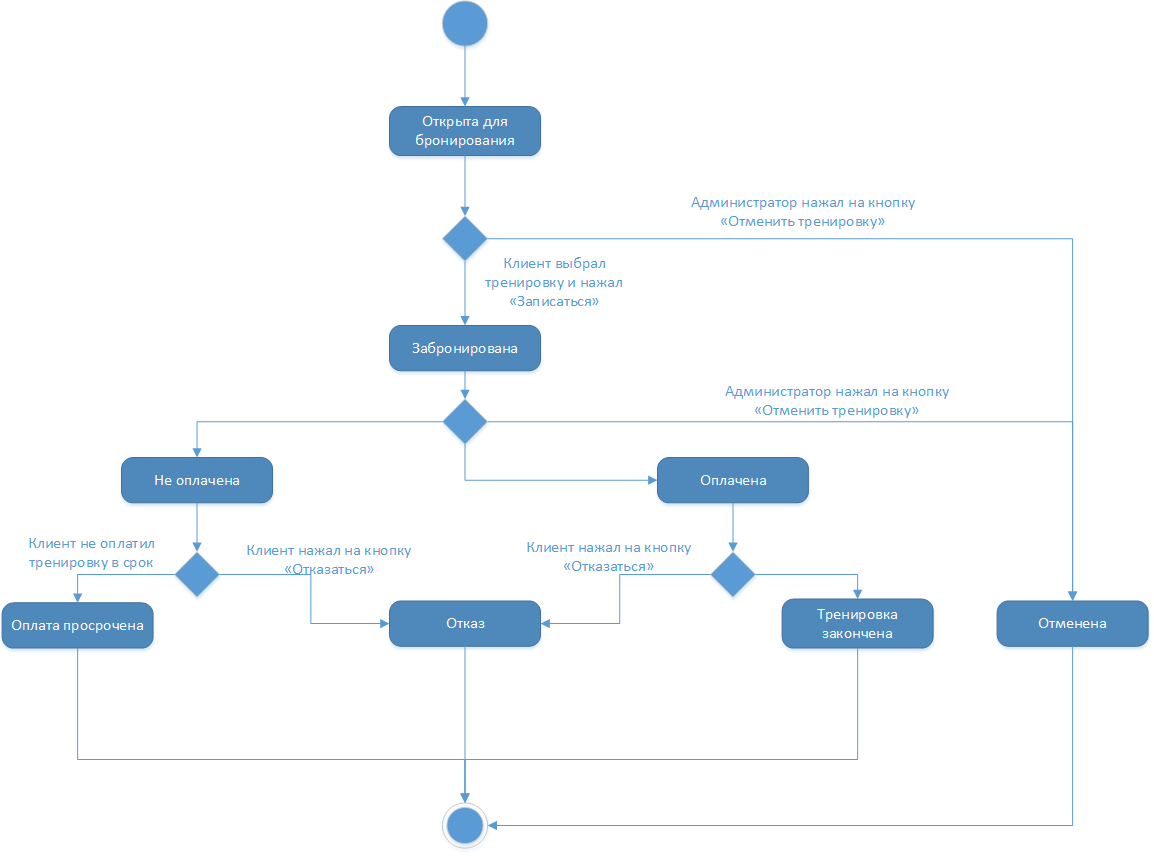 Открыта для
бронирования
Администратор нажал на кнопку
«Отменить тренировку»
Клиент выбрал
тренировку и нажал
«Записаться»
Забронирована
Администратор нажал на кнопку
«Отменить тренировку»
Не оплачена
Оплачена
Клиент не оплатил
тренировку в срок
Клиент нажал на кнопку
«Отказаться»
Клиент нажал на кнопку
«Отказаться»
Оплата просрочена
Отказ
Тренировка
закончена
Отменена